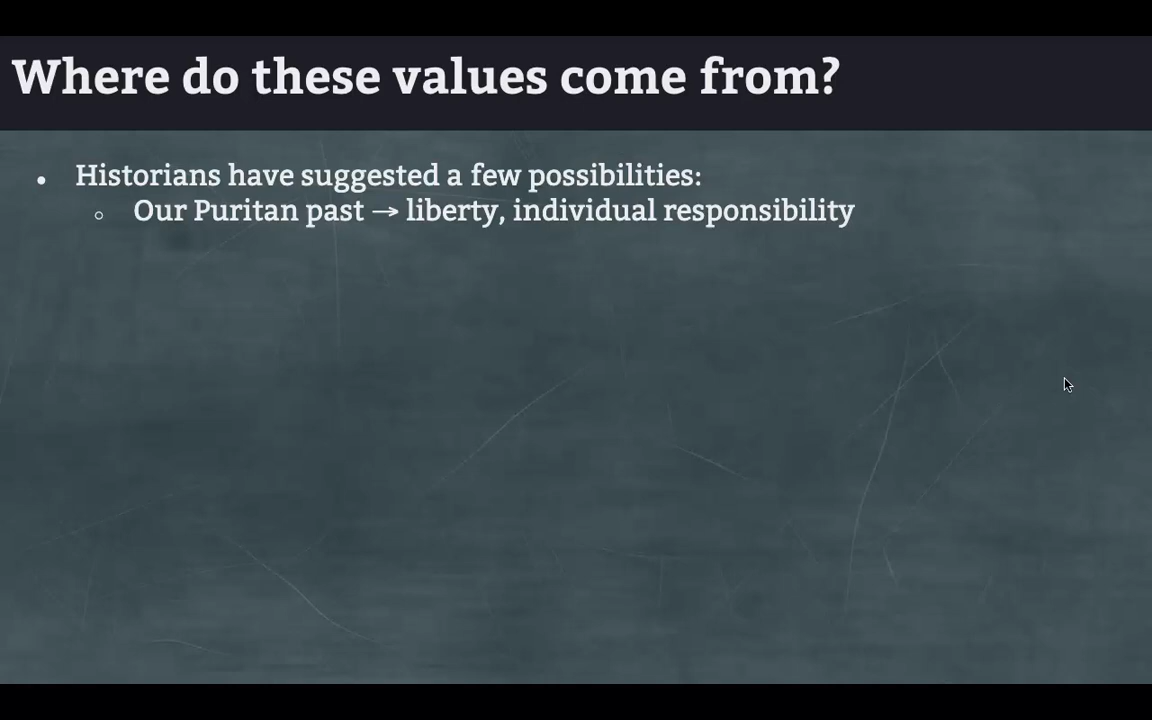 Where do these values come from?
• Historians have suggested a few possibilities:
○ Our Puritan past → liberty, individual responsibility